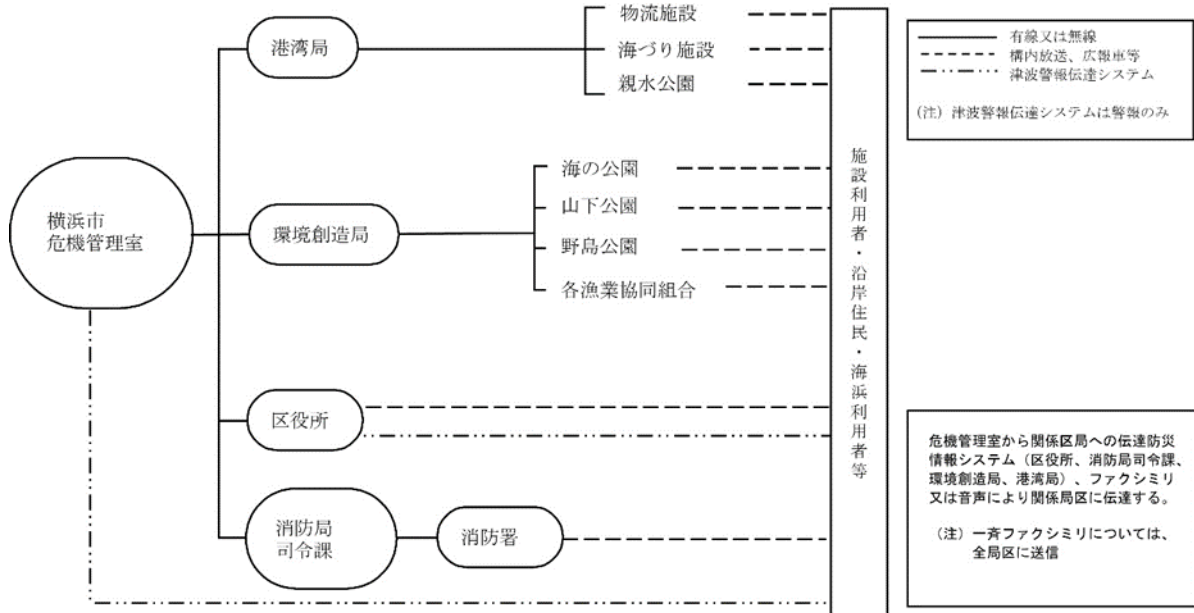 物流施設
港湾局
海づり施設
親水公園
有線又は無線
構内放送、広報車等
津波警報伝達システム
(注) 津波警報伝達システムは警報のみ
横浜市
危機管理室
環境創造局
海の公園
山下公園
野島公園
各漁業協同組合
施設利用者・沿岸住民・海浜利用者等
区役所
消防局
司令課
消防署
危機管理室から関係区局への伝達防災
情報システム（区役所、消防局司令課、
環境創造局、港湾局）、ファクシミリ
又は音声により関係局区に伝達する。
（注）一斉ファクシミリについては、
全局区に送信